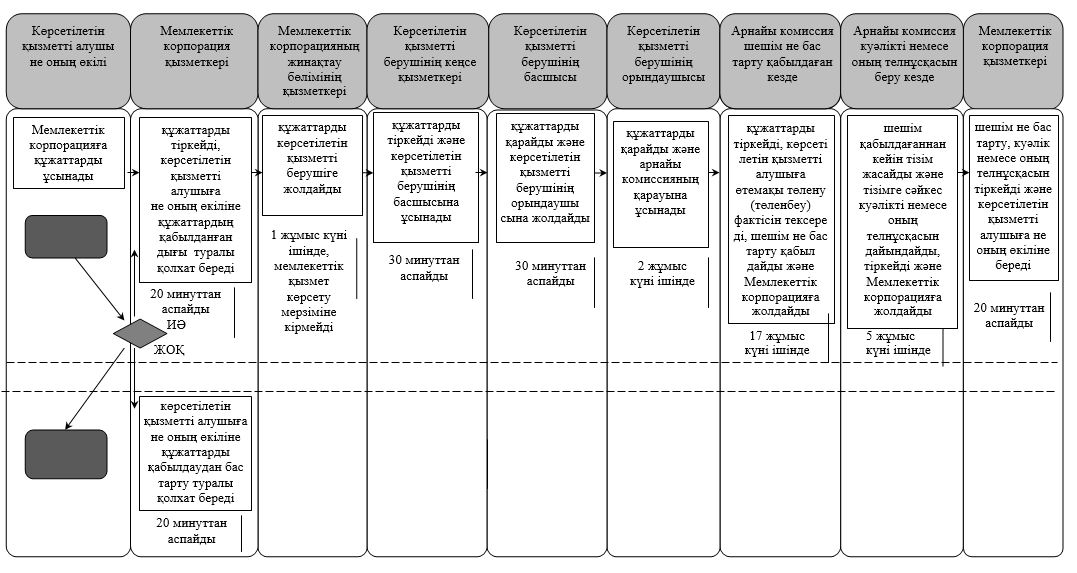 Көрсетілетін
қызметті алушы
не оның өкілі
Мемлекеттік
корпорация
қызметкері
Мемлекеттік
корпорацияның
жинақтау
бөлімінің
қызметкері
Көрсетілетін
қызметті
берушінің кеңсе
қызметкері
Көрсетілетін
қызметті
берушінің
басшысы
Көрсетілетін
қызметті
берушінің
орындаушысы
Арнайы комиссия
шешім не бас
тарту қабылдаған
кезде
Арнайы комиссия
куәлікті немесе
оның телнұсқасын
беру кезде
Мемлекеттік
корпорация
қызметкері
Мемлекеттік
корпорацияға
құжаттарды
ұсынады
құжаттарды
тіркейді,
көрсетілетін
қызметті
алушыға
не оның өкіліне
құжаттардың
қабылданған
дығы туралы
қолхат береді
20 минуттан
аспайды
ИӘ
ЖОҚ
көрсетілетін
қызметті алушыға
не оның өкіліне
құжаттарды
қабылдаудан бас
тарту туралы
қолхат береді
20 минуттан
аспайды
құжаттарды
көрсетілетін
қызметті
берушіге
жолдайды
1 жұмыс күні
ішінде,
мемлекеттік
қызмет
көрсету
мерзіміне
кірмейді
құжаттарды
тіркейді және
көрсетілетін
қызметті
берушінің
басшысына
ұсынады
30 минуттан
аспайды
құжаттарды
қарайды және
көрсетілетін
қызметті
берушінің
орындаушы
сына жолдайды
30 минуттан
аспайды
құжаттарды
қарайды және
арнайы
комиссияның
қарауына
ұсынады
2 жұмыс
күні ішінде
құжаттарды
тіркейді, көрсеті
летін қызметті
алушыға
өтемақы төлену
(төленбеу)
фактісін тексере
ді, шешім не бас
тарту қабыл
дайды және
Мемлекеттік
корпорацияға
жолдайды
17 жұмыс
күні ішінде
шешім
қабылдағаннан
кейін тізім
жасайды және
тізімге сәйкес
куәлікті немесе
оның
телнұсқасын
дайындайды,
тіркейді және
Мемлекеттік
корпорацияға
жолдайды
5 жұмыс
күні ішінде
шешім не бас
тарту, куәлік
немесе оның
телнұсқасын
тіркейді және
көрсетілетін
қызметті
алушыға не
оның өкіліне
береді
20 минуттан
аспайды